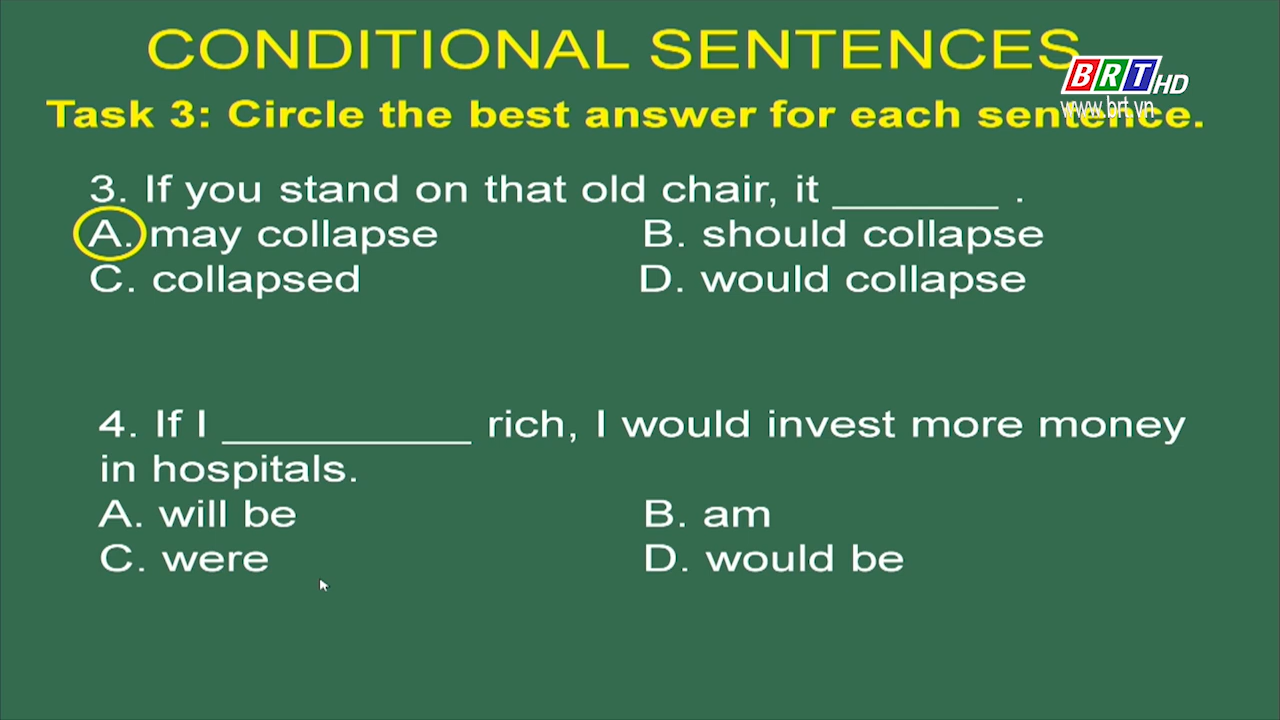 CONDITIONAL SENTENCES
BRT HD
www.brt.vn
Task 3: Circle the best answer for each sentence.
3. If you stand on that old chair, it ________ .
A. may collapse B. should collapse
C. collapsed D. would collapse
4. If I ____________ rich, I would invest more money
in hospitals.
A. will be B. am
C. were D. would be